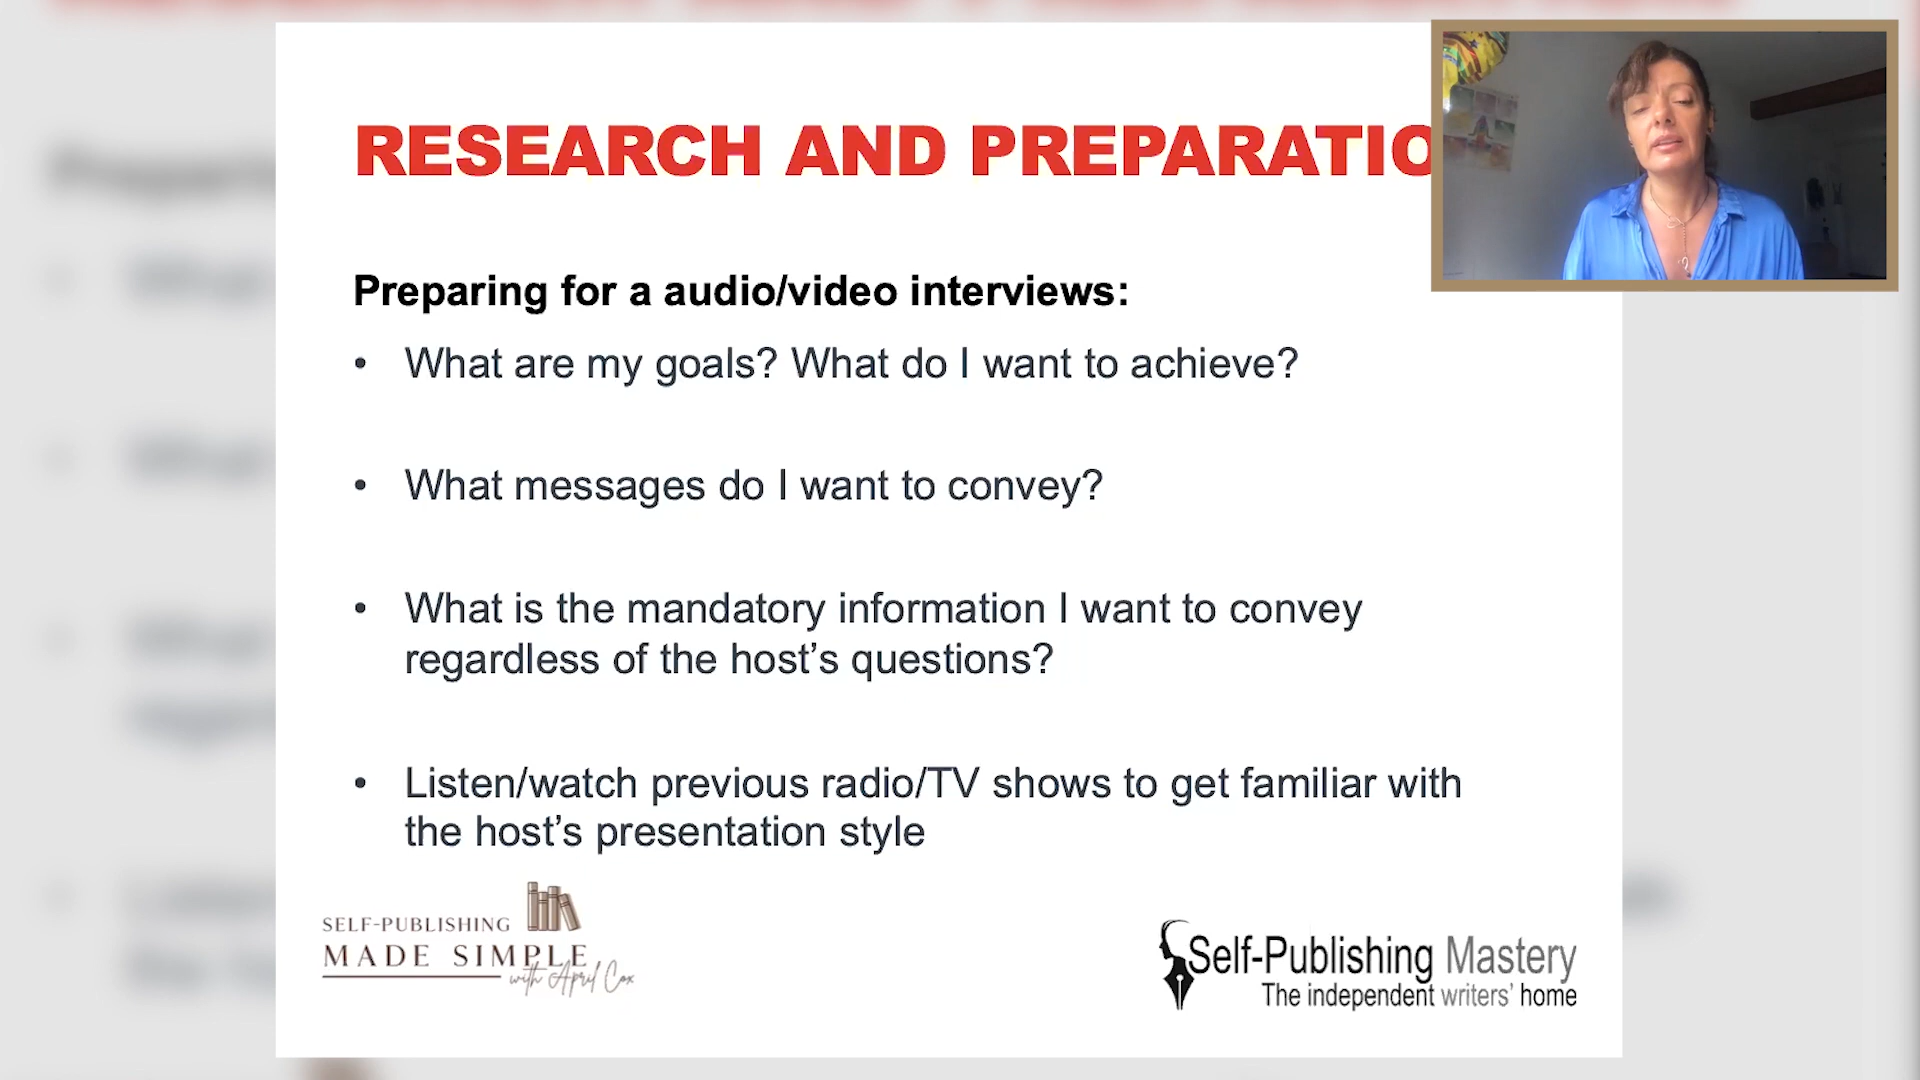 RESEARCH AND PREPARATIO
Preparing for a audio/video interviews:
• What are my goals? What do I want to achieve?
• What messages do I want to convey?
• What is the mandatory information I want to convey
regardless of the host’s questions?
• Listen/watch previous radio/TV shows to get familiar with
the host’s presentation style
SELF-PUBLISHING
MADE SIMPLE
with April Cox
Self-Publishing Mastery
The independent writers’ home